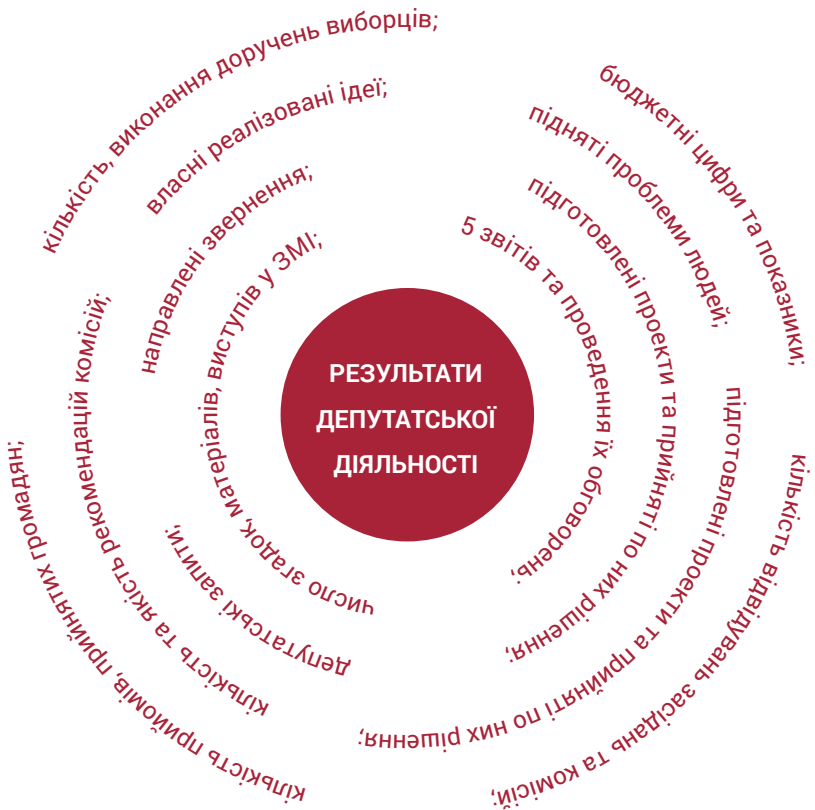 РЕЗУЛЬТАТИ
ДЕПУТАТСЬКОЇ
ДІЯЛЬНОСТІ
5 звітів та проведення їх обговорень;
підготовлені проекти та прийняті по них рішення;
підняті проблеми людей;
бюджетні цифри та показники;
підготовлені проекти та прийняті по них рішення;
кількість відвідувань засідань та комісій;
число згадок, матеріалів, виступів у ЗМІ;
депутатські запити;
направлені звернення;
кількість та якість рекомендацій комісій;
власні реалізовані ідеї;
кількість прийомів, прийнятих громадян;
кількість, виконання доручень виборців;